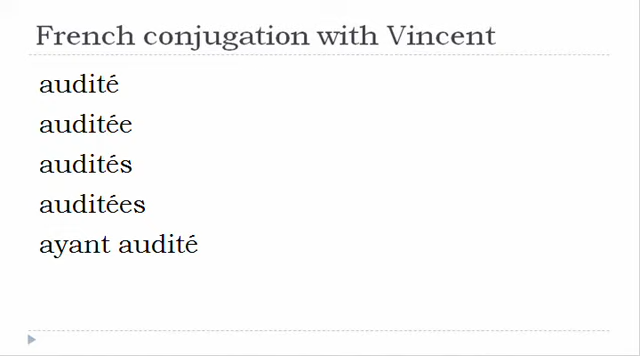 French conjugation with Vincent
audité
auditée
audités
auditées
ayant audité